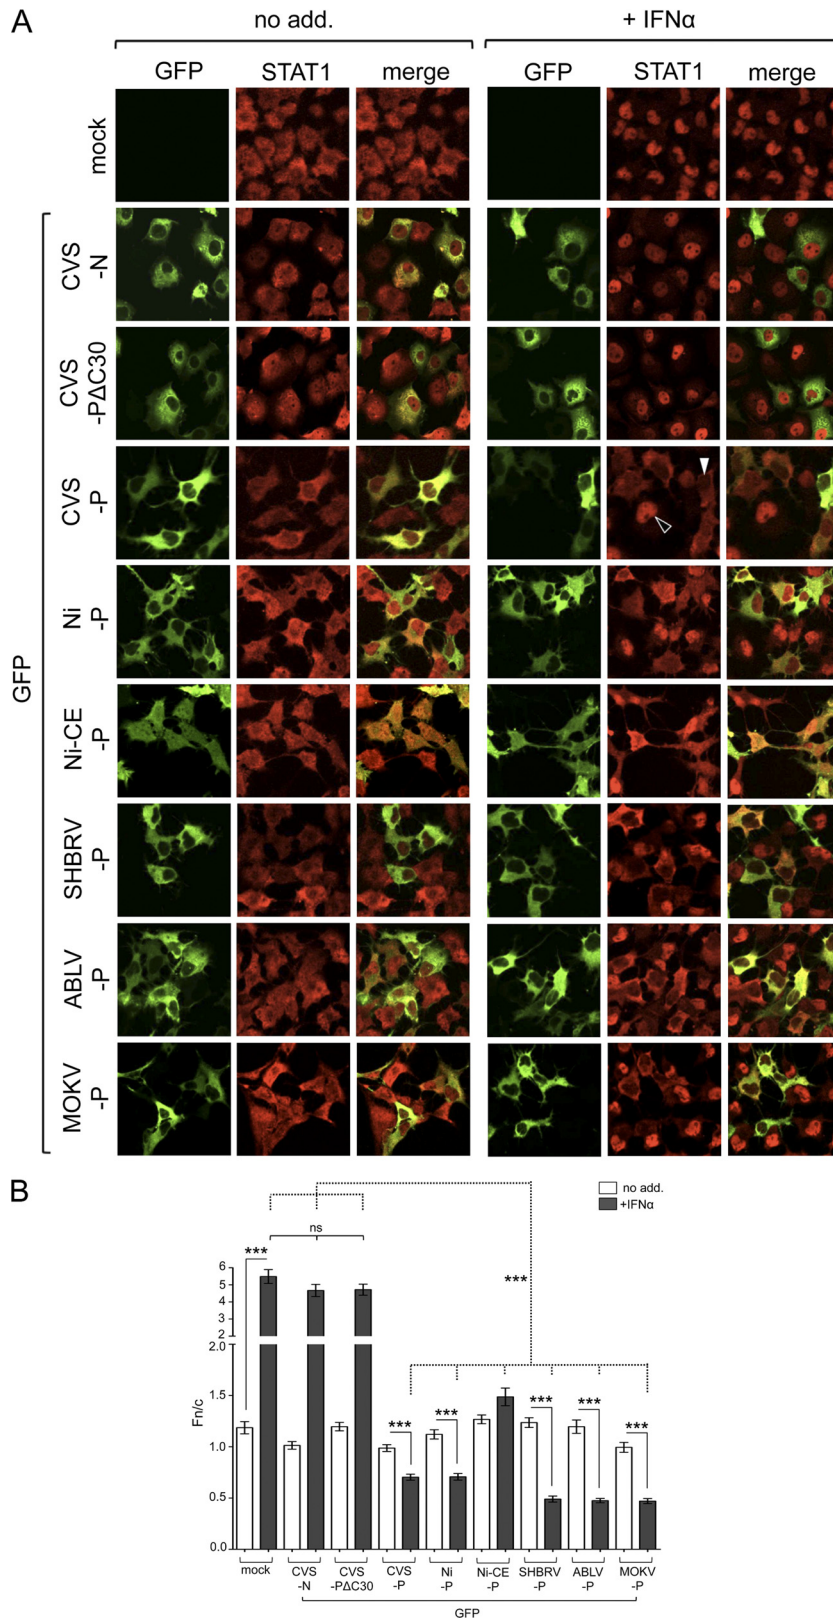 A
no add.
+ IFNα
GFP
STAT1
merge
GFP
STAT1
merge
mock
GFP
CVS
-N
CVS
-PΔC30
CVS
-P
Ni
-P
Ni-CE
-P
SHBRV
-P
ABLV
-P
MOKV
-P
B
no add.
+IFNα
ns
***
***
6
5
4
3
2
2.0
1.5
1.0
0.5
0.0
Fn/c
***
***
***
***
***
mock
CVS
-N
CVS
-PΔC30
CVS
-P
Ni
-P
Ni-CE
-P
SHBRV
-P
ABLV
-P
MOKV
-P
GFP